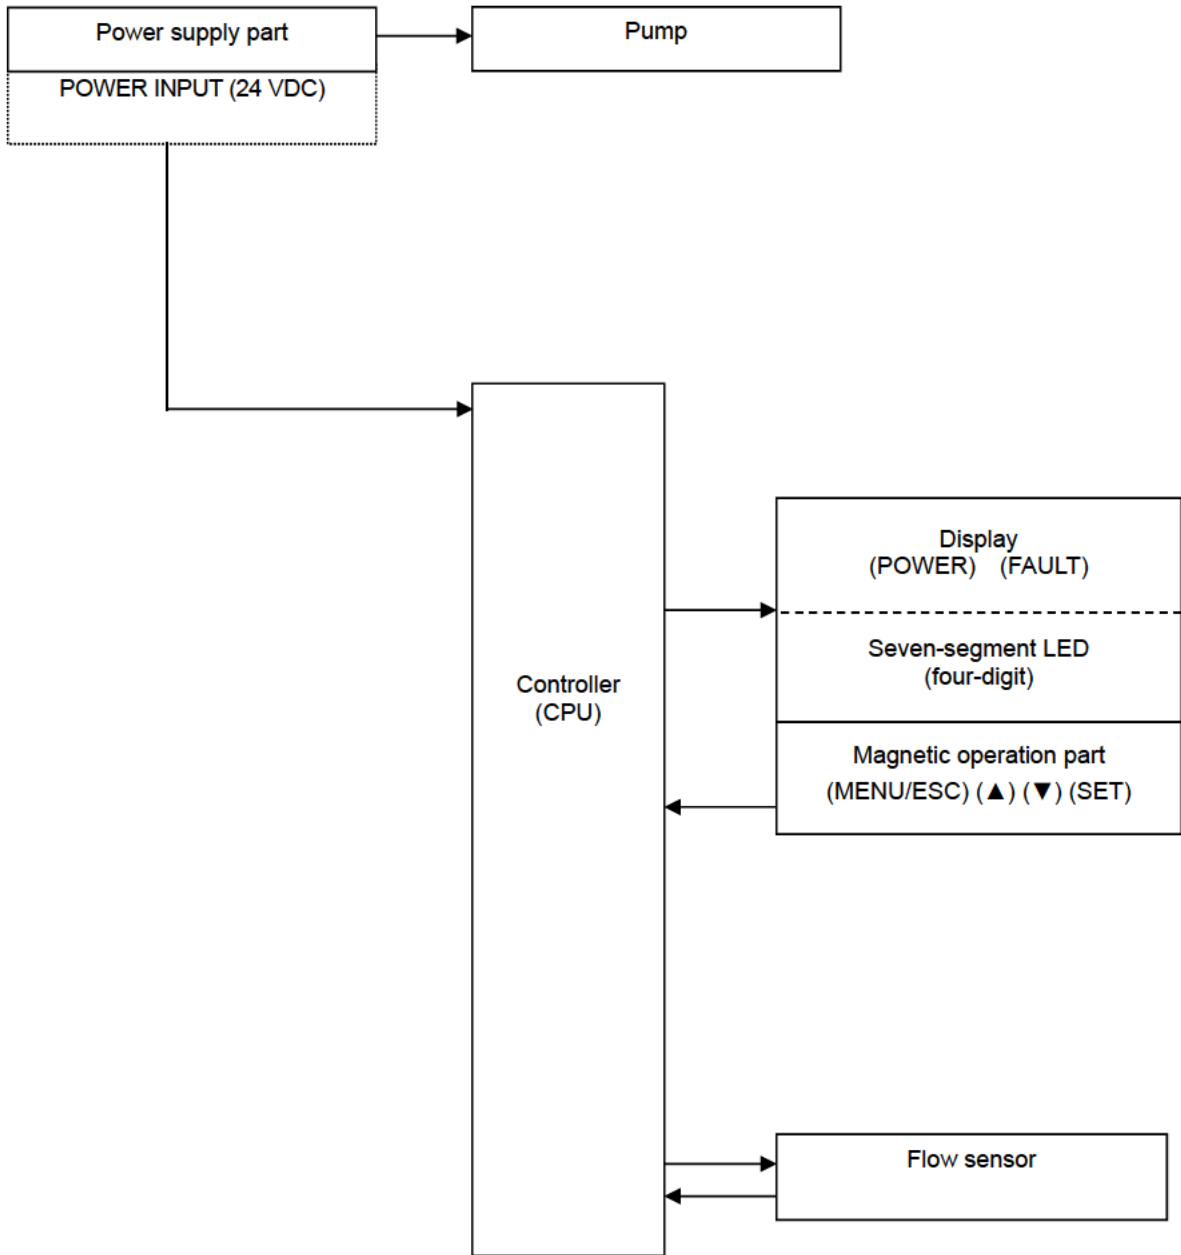 Power supply part
Pump
POWER INPUT (24 VDC)
Display
(POWER) (FAULT)
Seven-segment LED
(four-digit)
Controller
(CPU)
Magnetic operation part
(MENU/ESC) (▲) (▼) (SET)
Flow sensor